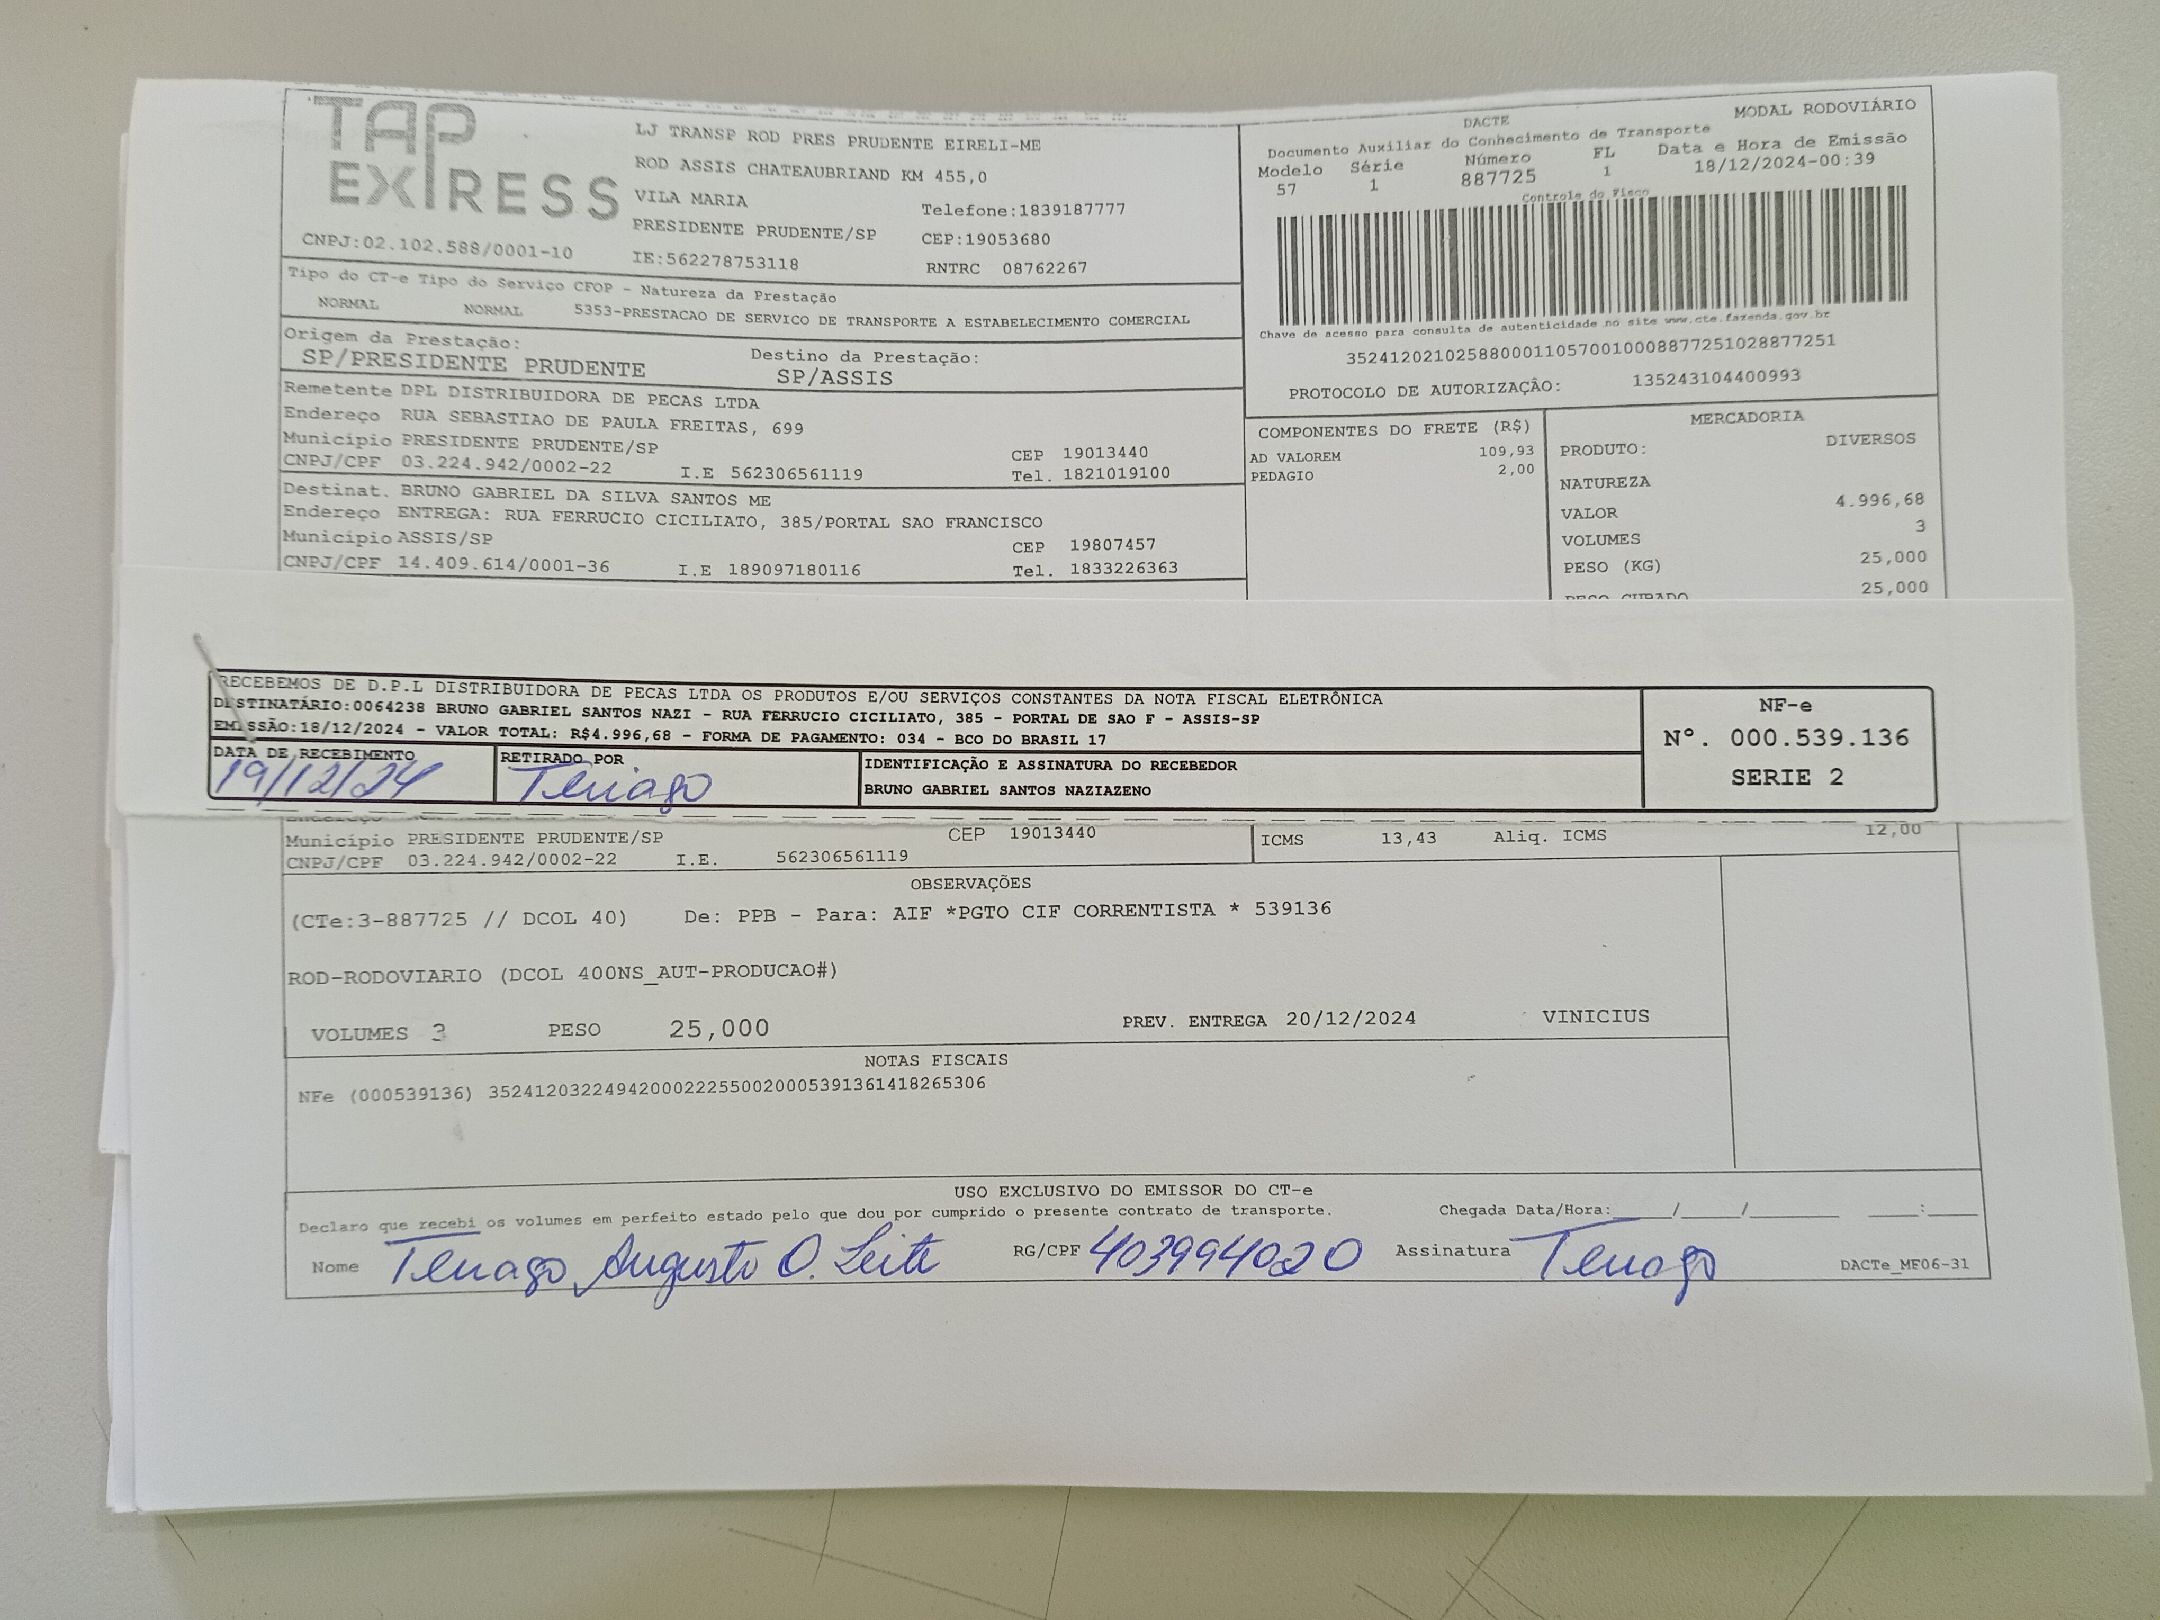 TAP
EXPRESS
CNPJ:02.102.588/0001-10
LJ TRANSP ROD PRES PRUDENTE EIRELI-ME
ROD ASSIS CHATEAUBRIAND KM 455,0
VILA MARIA
Telefone:1839187777
PRESIDENTE PRUDENTE/SP CEP:19053680
IE:562278753118 RNTRC 08762267
DACTE MODAL RODOVIÁRIO
Documento Auxiliar do Conhecimento de Transporte
Modelo Série Número FL Data e Hora de Emissão
57 1 887725 1 18/12/2024-00:39
Controle do Fisco
Chave de acesso para consulta de autenticidade no site www.cte.fazenda.gov.br
35241202102588000110570010008877251028877251
PROTOCOLO DE AUTORIZAÇÃO: 135243104400993
Tipo do CT-e Tipo do Serviço CFOP - Natureza da Prestação
NORMAL NORMAL 5353-PRESTACAO DE SERVICO DE TRANSPORTE A ESTABELECIMENTO COMERCIAL
Origem da Prestação: Destino da Prestação:
SP/PRESIDENTE PRUDENTE SP/ASSIS
Remetente DPL DISTRIBUIDORA DE PECAS LTDA
Endereço RUA SEBASTIAO DE PAULA FREITAS, 699
Município PRESIDENTE PRUDENTE/SP CEP 19013440
CNPJ/CPF 03.224.942/0002-22 I.E 562306561119 Tel. 1821019100
Destinat. BRUNO GABRIEL DA SILVA SANTOS ME
Endereço ENTREGA: RUA FERRUCIO CICILIATO, 385/PORTAL SAO FRANCISCO
Município ASSIS/SP CEP 19807457
CNPJ/CPF 14.409.614/0001-36 I.E 189097180116 Tel. 1833226363
COMPONENTES DO FRETE (R$)
AD VALOREM 109,93
PEDAGIO 2,00
MERCADORIA
PRODUTO: DIVERSOS
NATUREZA
VALOR 4.996,68
VOLUMES 3
PESO (KG) 25,000
PESO CUBADO 25,000
RECEBEMOS DE D.P.L DISTRIBUIDORA DE PECAS LTDA OS PRODUTOS E/OU SERVIÇOS CONSTANTES DA NOTA FISCAL ELETRÔNICA
DESTINATÁRIO:0064238 BRUNO GABRIEL SANTOS NAZI - RUA FERRUCIO CICILIATO, 385 - PORTAL DE SAO F - ASSIS-SP
EMISSÃO:18/12/2024 - VALOR TOTAL: R$4.996,68 - FORMA DE PAGAMENTO: 034 - BCO DO BRASIL 17
DATA DE RECEBIMENTO RETIRADO POR IDENTIFICAÇÃO E ASSINATURA DO RECEBEDOR
19/12/24 Teriago BRUNO GABRIEL SANTOS NAZIAZENO
NF-e
Nº. 000.539.136
SERIE 2
Município PRESIDENTE PRUDENTE/SP CEP 19013440
CNPJ/CPF 03.224.942/0002-22 I.E. 562306561119
ICMS 13,43 Aliq. ICMS 12,00
OBSERVAÇÕES
(CTe:3-887725 // DCOL 40) De: PPB - Para: AIF *PGTO CIF CORRENTISTA * 539136
ROD-RODOVIARIO (DCOL 400NS_AUT-PRODUCAO#)
VOLUMES 3 PESO 25,000 PREV. ENTREGA 20/12/2024 VINICIUS
NOTAS FISCAIS
NFe (000539136) 35241203224942000222550020005391361418265306
USO EXCLUSIVO DO EMISSOR DO CT-e
Declaro que recebi os volumes em perfeito estado pelo que dou por cumprido o presente contrato de transporte. Chegada Data/Hora:____/____/______ ___:___
Nome Teriago Augusto O. Leite RG/CPF 403994020 Assinatura Teriago DACTe_MF06-31